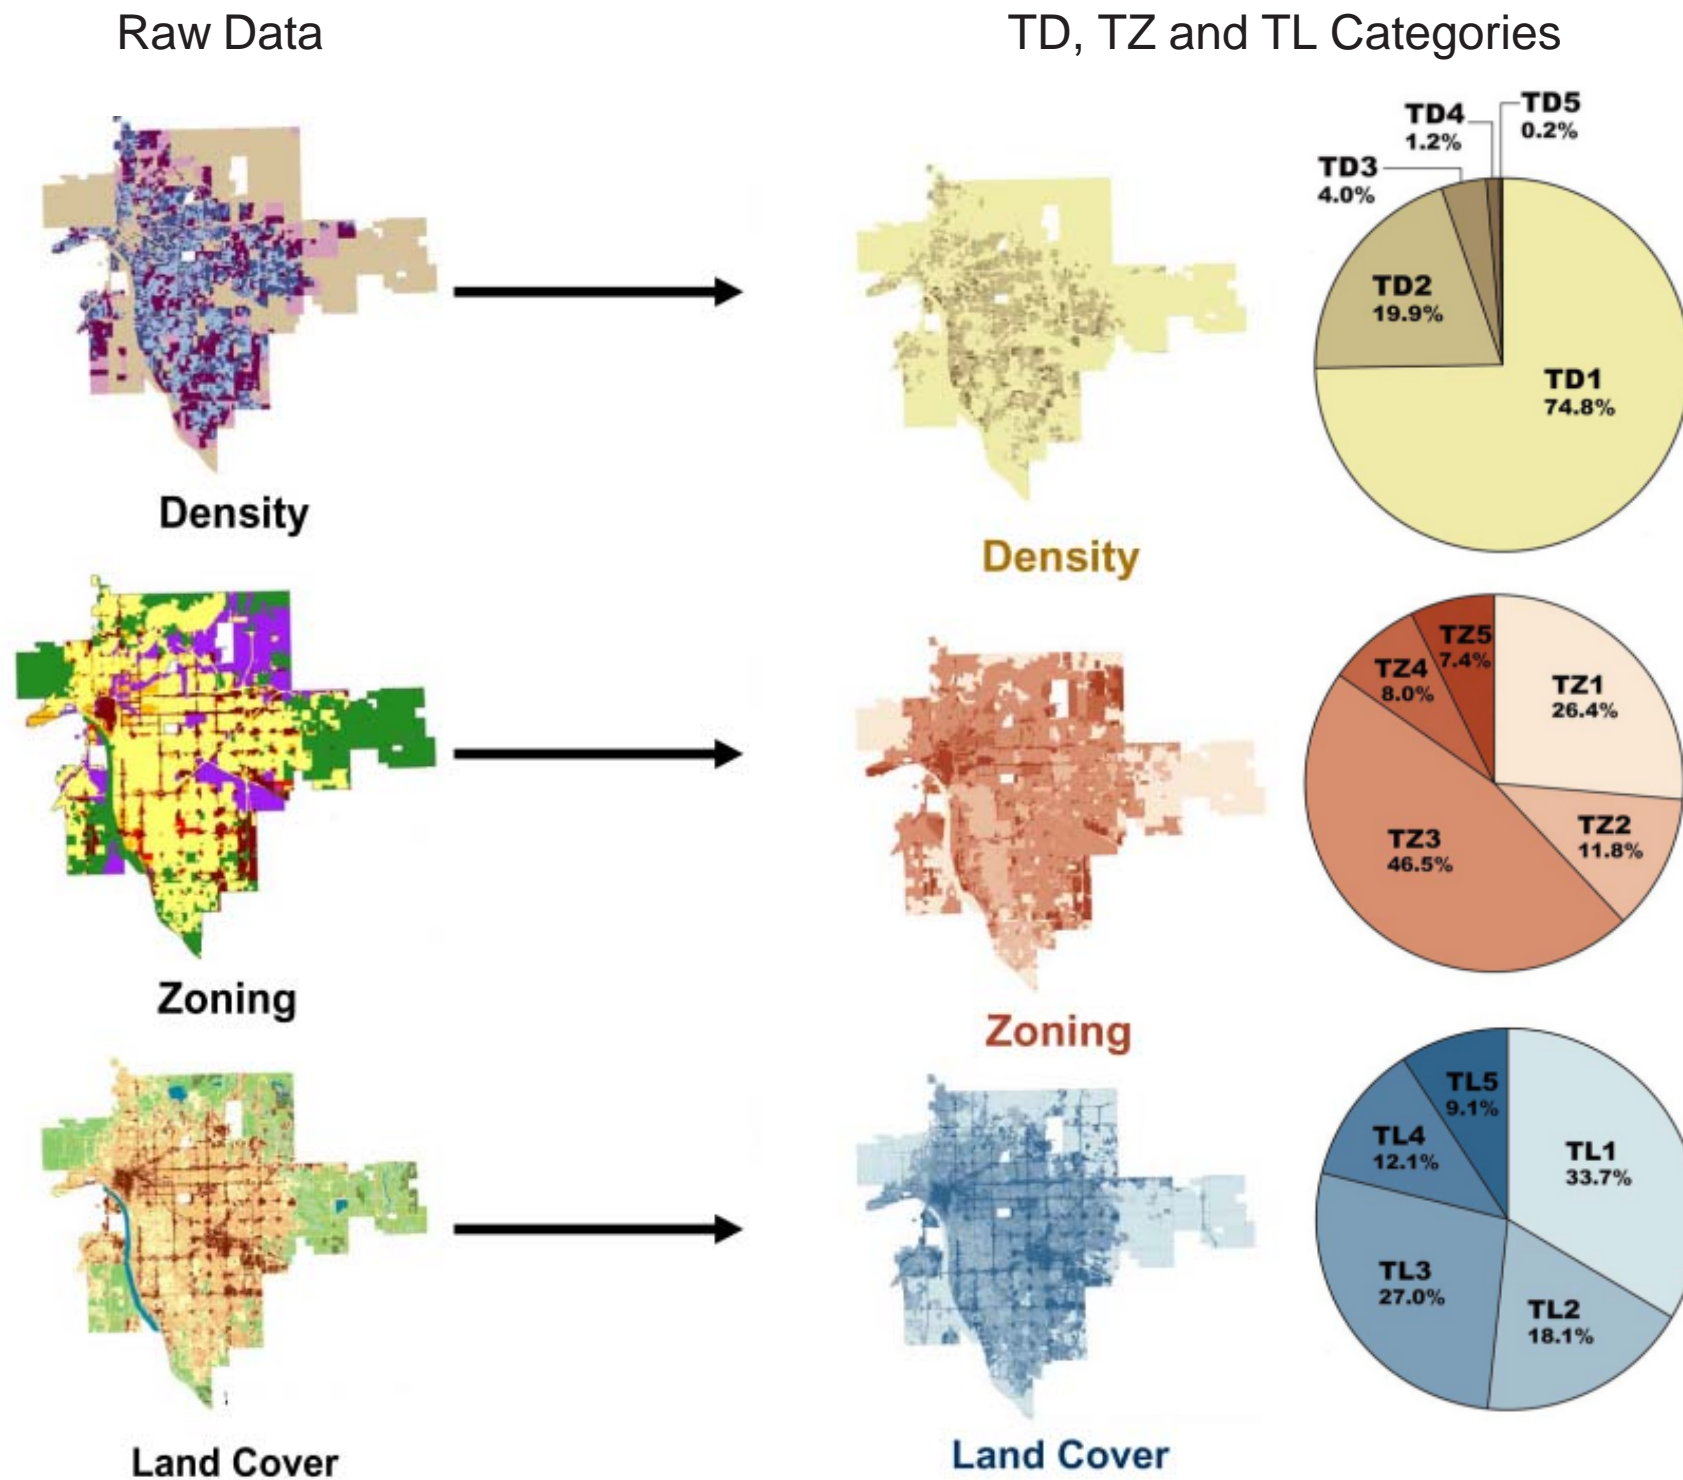 Raw Data
TD, TZ and TL Categories
TD5
0.2%
TD4
1.2%
TD3
4.0%
TD2
19.9%
TD1
74.8%
Density
Density
TZ5
7.4%
TZ4
8.0%
TZ1
26.4%
TZ2
11.8%
TZ3
46.5%
Zoning
Zoning
TL5
9.1%
TL4
12.1%
TL1
33.7%
TL3
27.0%
TL2
18.1%
Land Cover
Land Cover